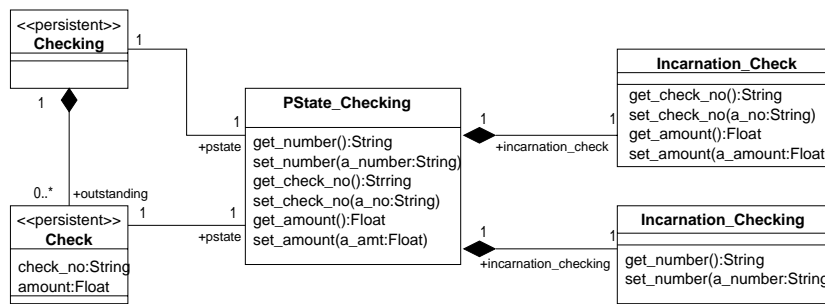 <<persistent>>
Checking
1
1
1
+pstate
0..*
+outstanding
<<persistent>>
Check
check_no:String
amount:Float
1
1
+pstate
PState_Checking
get_number():String
set_number(a_number:String)
get_check_no():Strring
set_check_no(a_no:String)
get_amount():Float
set_amount(a_amt:Float)
1
1
+incarnation_check
Incarnation_Check
get_check_no():String
set_check_no(a_no:String)
get_amount():Float
set_amount(a_amount:Float
1
1
+incarnation_checking
Incarnation_Checking
get_number():String
set_number(a_number:String